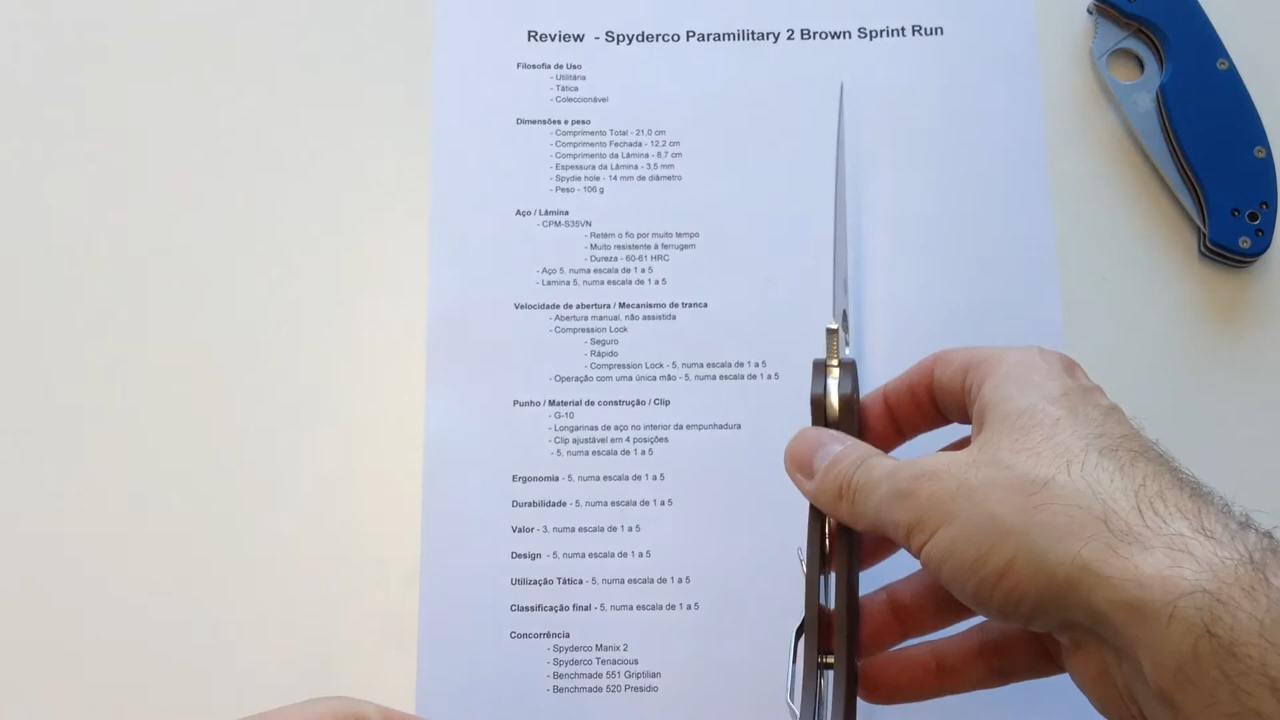 Review - Spyderco Paramilitary 2 Brown Sprint Run
Filosofia de Uso
- Utilitária
- Tática
- Coleccionável
Dimensões e peso
- Comprimento Total - 21,0 cm
- Comprimento Fechada - 12,2 cm
- Comprimento da Lâmina - 8,7 cm
- Espessura da Lâmina - 3,5 mm
- Spydie hole - 14 mm de diâmetro
- Peso - 106 g
Aço / Lâmina
- CPM-S35VN
- Retém o fio por muito tempo
- Muito resistente à ferrugem
- Dureza - 60-61 HRC
- Aço 5, numa escala de 1 a 5
- Lamina 5, numa escala de 1 a 5
Velocidade de abertura / Mecanismo de tranca
- Abertura manual, não assistida
- Compression Lock
- Seguro
- Rápido
- Compression Lock - 5, numa escala de 1 a 5
- Operação com uma única mão - 5, numa escala de 1 a 5
Punho / Material de construção / Clip
- G-10
- Longarinas de aço no interior da empunhadura
- Clip ajustável em 4 posições
- 5, numa escala de 1 a 5
Ergonomia - 5, numa escala de 1 a 5
Durabilidade - 5, numa escala de 1 a 5
Valor - 3, numa escala de 1 a 5
Design - 5, numa escala de 1 a 5
Utilização Tática - 5, numa escala de 1 a 5
Classificação final - 5, numa escala de 1 a 5
Concorrência
- Spyderco Manix 2
- Spyderco Tenacious
- Benchmade 551 Griptilian
- Benchmade 520 Presidio